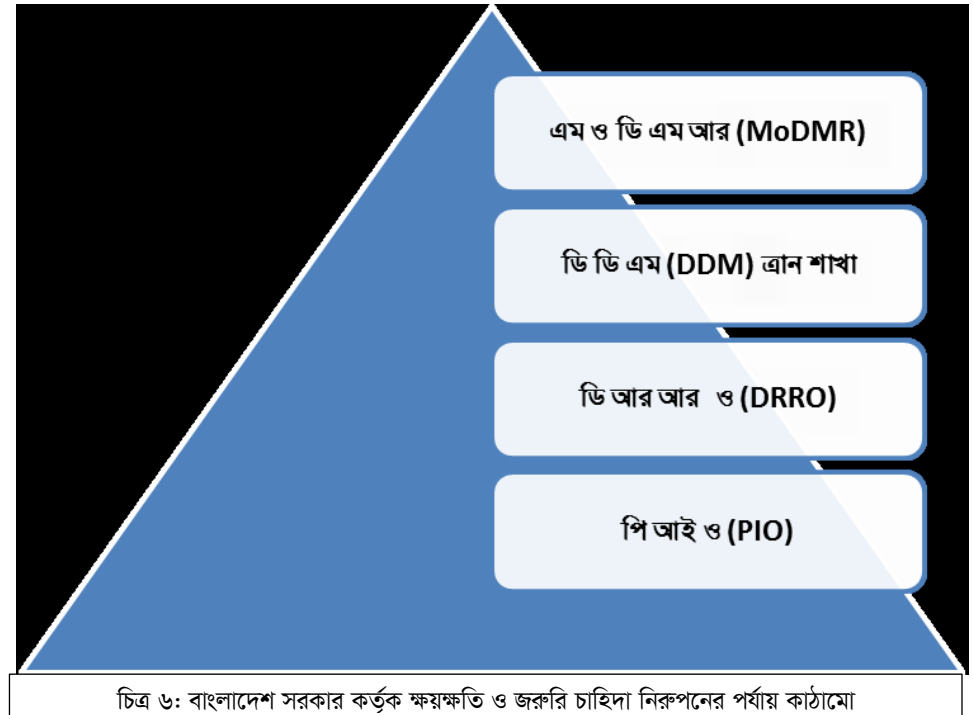 এম ও ডি এম আর (MoDMR)
ডি ডি এম (DDM) ত্রান শাখা
ডি আর আর ও (DRRO)
পি আই ও (PIO)
চিত্র ৬: বাংলাদেশ সরকার কর্তৃক ক্ষয়ক্ষতি ও জরুরি চাহিদা নিরুপনের পর্যায় কাঠামো